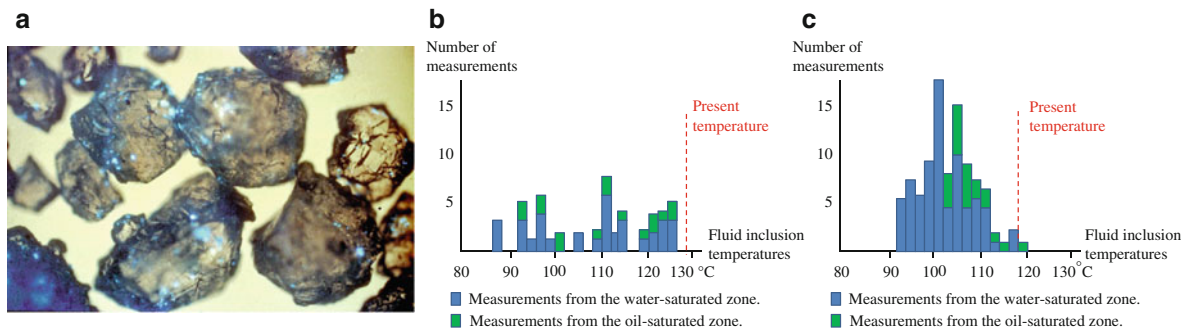 a
b
Number of
measurements
15
10
5
Present
temperature
Fluid inclusion
temperatures
80 90 100 110 120 130 °C
Measurements from the water-saturated zone.
Measurements from the oil-saturated zone.
c
Number of
measurements
15
10
5
Present
temperature
Fluid inclusion
temperatures
80 90 100 110 120 130 °C
Measurements from the water-saturated zone.
Measurements from the oil-saturated zone.